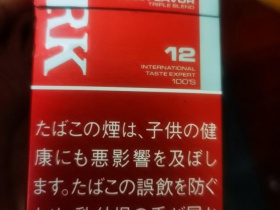 FLAVOR
TRIPLE BLEND
RK
12
INTERNATIONAL
TASTE EXPERT
100'S
たばこの煙は、子供の健
康にも悪影響を及ぼし
ます。たばこの誤飲を防ぐ